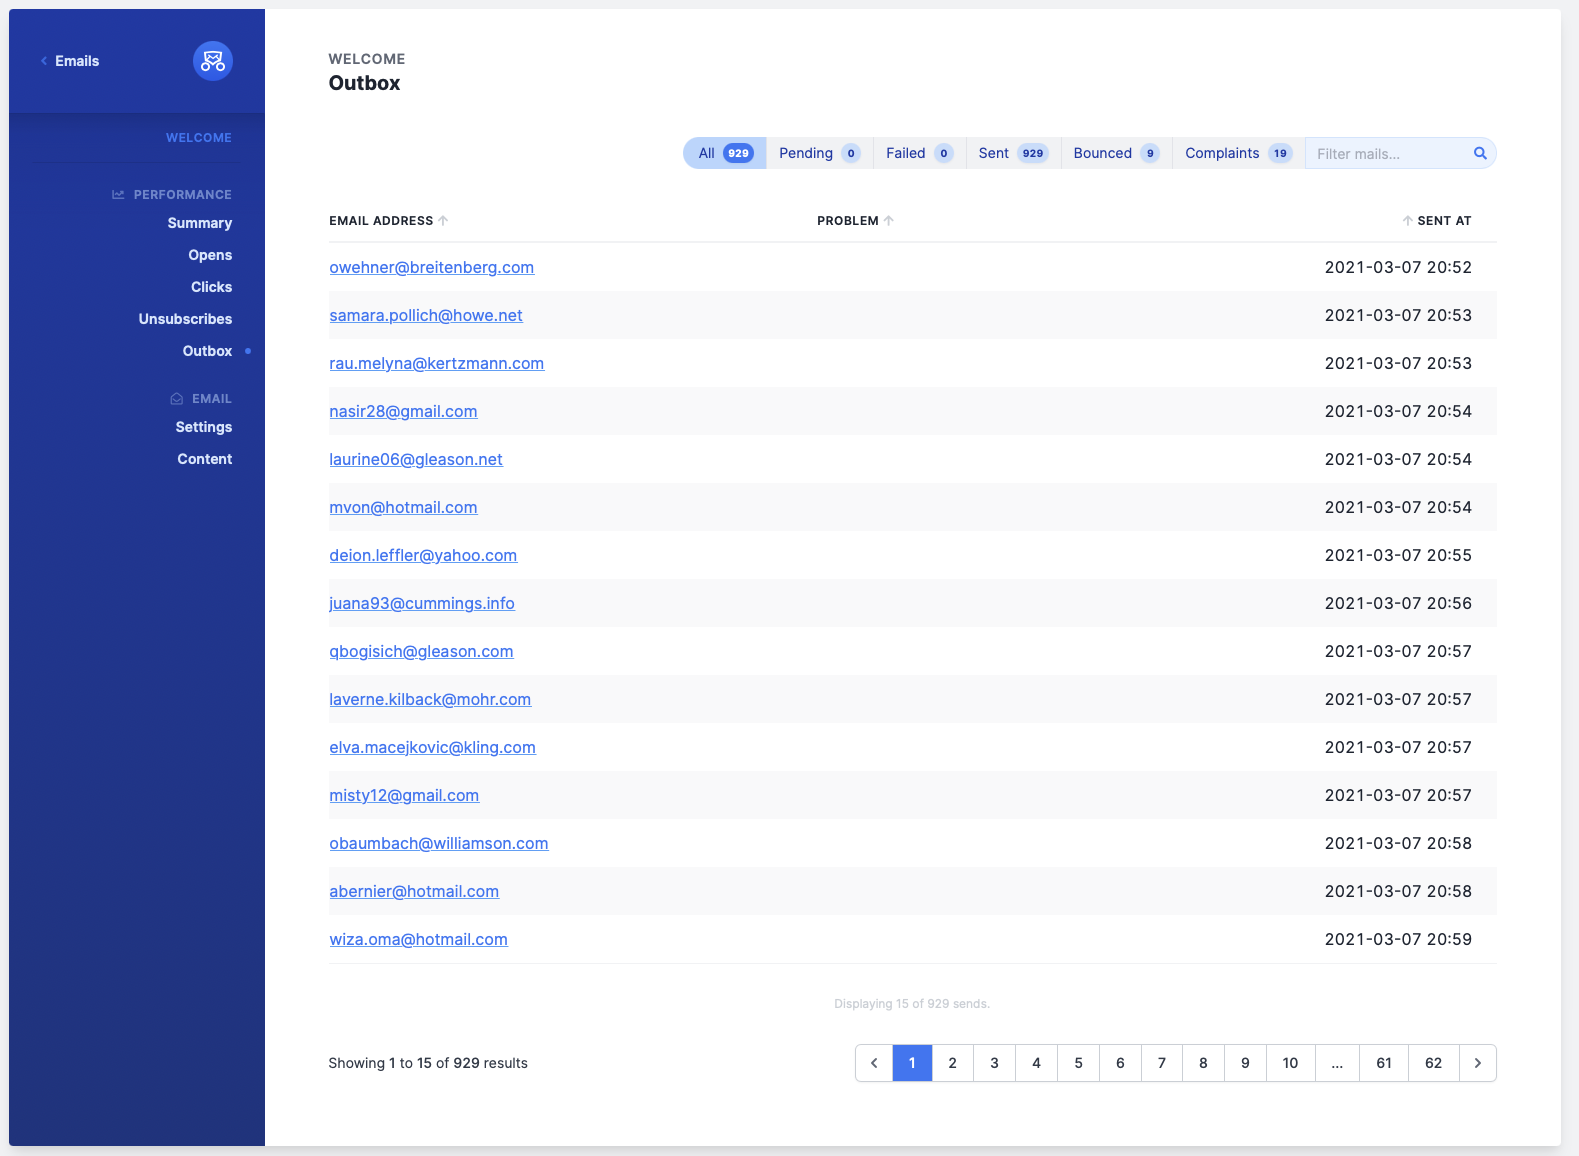 Emails
WELCOME
PERFORMANCE
Summary
Opens
Clicks
Unsubscribes
Outbox
EMAIL
Settings
Content
WELCOME
Outbox
All 929 Pending 0 Failed 0 Sent 929 Bounced 9 Complaints 19 Filter mails...
EMAIL ADDRESS PROBLEM SENT AT
owehner@breitenberg.com 2021-03-07 20:52
samara.pollich@howe.net 2021-03-07 20:53
rau.melyna@kertzmann.com 2021-03-07 20:53
nasir28@gmail.com 2021-03-07 20:54
laurine06@gleason.net 2021-03-07 20:54
mvon@hotmail.com 2021-03-07 20:54
deion.leffler@yahoo.com 2021-03-07 20:55
juana93@cummings.info 2021-03-07 20:56
qbogisich@gleason.com 2021-03-07 20:57
laverne.kilback@mohr.com 2021-03-07 20:57
elva.macejkovic@kling.com 2021-03-07 20:57
misty12@gmail.com 2021-03-07 20:57
obaumbach@williamson.com 2021-03-07 20:58
abernier@hotmail.com 2021-03-07 20:58
wiza.oma@hotmail.com 2021-03-07 20:59
Displaying 15 of 929 sends.
Showing 1 to 15 of 929 results 1 2 3 4 5 6 7 8 9 10 ... 61 62